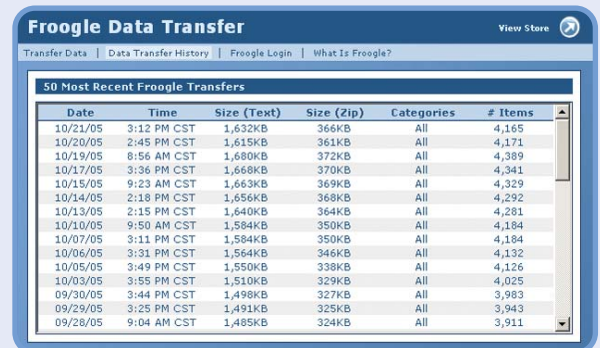 Froogle Data Transfer
View Store
Transfer Data | Data Transfer History | Froogle Login | What Is Froogle?
50 Most Recent Froogle Transfers
Date Time Size (Text) Size (Zip) Categories # Items
10/21/05 3:12 PM CST 1,632KB 366KB All 4,165
10/20/05 2:45 PM CST 1,615KB 361KB All 4,171
10/19/05 8:56 AM CST 1,680KB 372KB All 4,389
10/17/05 3:36 PM CST 1,668KB 370KB All 4,341
10/15/05 9:23 AM CST 1,663KB 369KB All 4,329
10/14/05 2:18 PM CST 1,656KB 368KB All 4,292
10/13/05 2:15 PM CST 1,640KB 364KB All 4,281
10/10/05 9:50 AM CST 1,584KB 350KB All 4,184
10/07/05 3:11 PM CST 1,584KB 350KB All 4,184
10/06/05 3:31 PM CST 1,564KB 346KB All 4,132
10/05/05 3:49 PM CST 1,550KB 338KB All 4,126
10/03/05 3:55 PM CST 1,510KB 329KB All 4,025
09/30/05 3:44 PM CST 1,498KB 327KB All 3,983
09/29/05 3:25 PM CST 1,491KB 325KB All 3,943
09/28/05 9:04 AM CST 1,485KB 324KB All 3,911